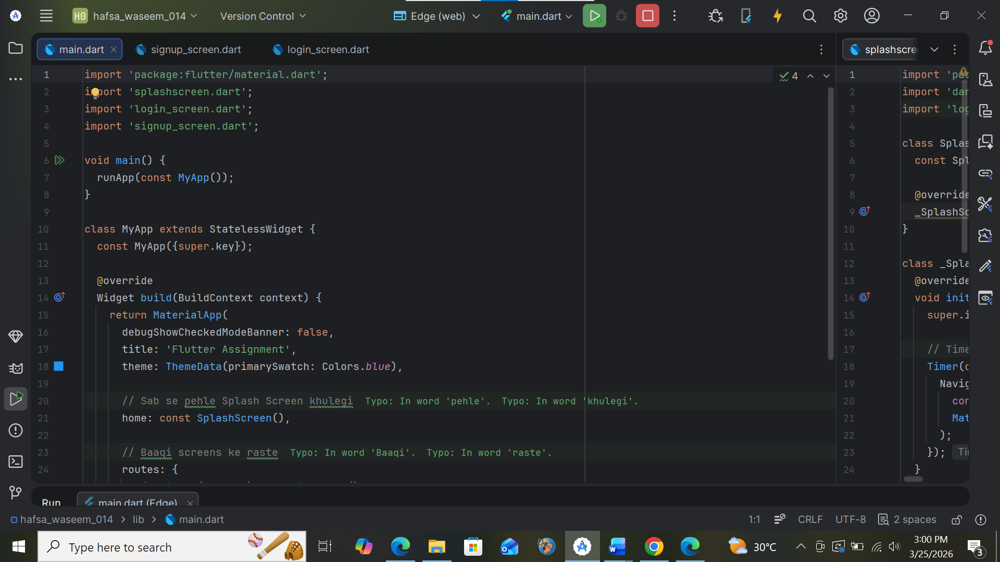 H0 hafsa_waseem_014 Version Control Edge (web) main.dart
main.dart signup_screen.dart login_screen.dart
1 import 'package:flutter/material.dart';
2 import 'splashscreen.dart';
3 import 'login_screen.dart';
4 import 'signup_screen.dart';
5
6 void main() {
7 runApp(const MyApp());
8 }
9
10 class MyApp extends StatelessWidget {
11 const MyApp({super.key});
12
13 @override
14 Widget build(BuildContext context) {
15 return MaterialApp(
16 debugShowCheckedModeBanner: false,
17 title: 'Flutter Assignment',
18 theme: ThemeData(primarySwatch: Colors.blue),
19
20 // Sab se pehle Splash Screen khulegi Typo: In word 'pehle'. Typo: In word 'khulegi'.
21 home: const SplashScreen(),
22
23 // Baaqi screens ke raste Typo: In word 'Baaqi'. Typo: In word 'raste'.
24 routes: {
4
splashscre
1 import 'pac
2 import 'dar
3 import 'log
4
5 class Splas
6 const Spl
7
8 @override
9 _SplashSc
10 }
11
12 class _Spla
13 @override
14 void init
15 super.i
16
17 // Time
18 Timer(
19 Navig
20 con
21 Mat
22 );
23 }); Ti
24 }
Run main.dart (Edge)
hafsa_waseem_014 > lib > main.dart 1:1 CRLF UTF-8 2 spaces
Type here to search 30°C 3:00 PM
3/25/2026
3